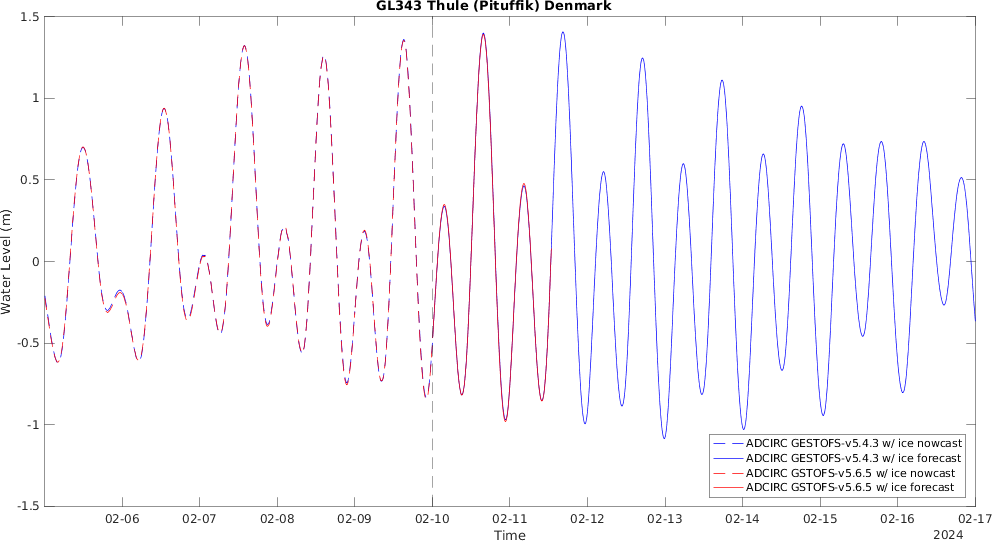 GL343 Thule (Pituffik) Denmark
Water Level (m)
1.5
1
0.5
0
-0.5
-1
-1.5
ADCIRC GESTOFS-v5.4.3 w/ ice nowcast
ADCIRC GESTOFS-v5.4.3 w/ ice forecast
ADCIRC GSTOFS-v5.6.5 w/ ice nowcast
ADCIRC GSTOFS-v5.6.5 w/ ice forecast
02-06 02-07 02-08 02-09 02-10 02-11 02-12 02-13 02-14 02-15 02-16 02-17
Time
2024